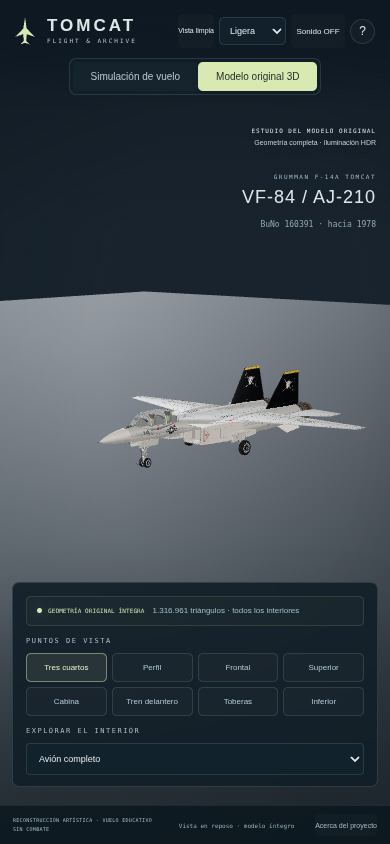 TOMCAT
FLIGHT & ARCHIVE
Vista limpia
Ligera
Sonido OFF
?
Simulación de vuelo
Modelo original 3D
ESTUDIO DEL MODELO ORIGINAL
Geometría completa · Iluminación HDR
GRUMMAN F-14A TOMCAT
VF-84 / AJ-210
BuNo 160391 · hacia 1978
GEOMETRÍA ORIGINAL ÍNTEGRA 1.316.961 triángulos · todos los interiores
PUNTOS DE VISTA
Tres cuartos
Perfil
Frontal
Superior
Cabina
Tren delantero
Toberas
Inferior
EXPLORAR EL INTERIOR
Avión completo
RECONSTRUCCIÓN ARTÍSTICA · VUELO EDUCATIVO
SIN COMBATE
Vista en reposo · modelo íntegro
Acerca del proyecto